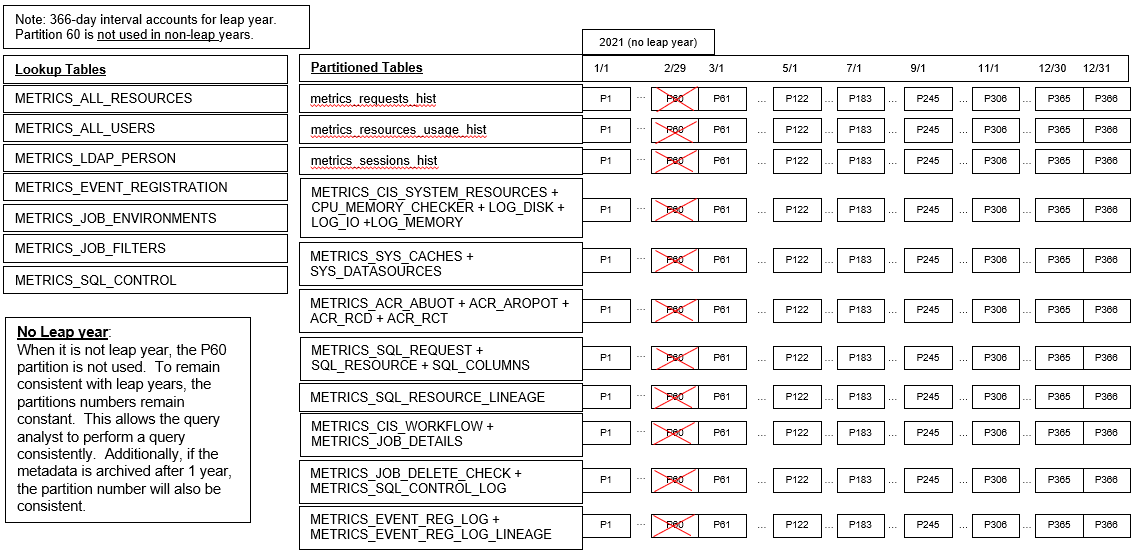 Note: 366-day interval accounts for leap year.
Partition 60 is not used in non-leap years.
2021 (no leap year)
Lookup Tables
METRICS_ALL_RESOURCES
METRICS_ALL_USERS
METRICS_LDAP_PERSON
METRICS_EVENT_REGISTRATION
METRICS_JOB_ENVIRONMENTS
METRICS_JOB_FILTERS
METRICS_SQL_CONTROL
No Leap year:
When it is not leap year, the P60
partition is not used. To remain
consistent with leap years, the
partitions numbers remain
constant. This allows the query
analyst to perform a query
consistently. Additionally, if the
metadata is archived after 1 year,
the partition number will also be
consistent.
Partitioned Tables 1/1 2/29 3/1 5/1 7/1 9/1 11/1 12/30 12/31
metrics_requests_hist P1 ... P60 P61 ... P122 ... P183 ... P245 ... P306 ... P365 P366
metrics_resources_usage_hist P1 ... P60 P61 ... P122 ... P183 ... P245 ... P306 ... P365 P366
metrics_sessions_hist P1 ... P60 P61 ... P122 ... P183 ... P245 ... P306 ... P365 P366
METRICS_CIS_SYSTEM_RESOURCES +
CPU_MEMORY_CHECKER + LOG_DISK +
LOG_IO +LOG_MEMORY
P1 ... P60 P61 ... P122 ... P183 ... P245 ... P306 ... P365 P366
METRICS_SYS_CACHES +
SYS_DATASOURCES
P1 ... P60 P61 ... P122 ... P183 ... P245 ... P306 ... P365 P366
METRICS_ACR_ABUOT + ACR_AROPOT +
ACR_RCD + ACR_RCT
P1 ... P60 P61 ... P122 ... P183 ... P245 ... P306 ... P365 P366
METRICS_SQL_REQUEST +
SQL_RESOURCE + SQL_COLUMNS
P1 ... P60 P61 ... P122 ... P183 ... P245 ... P306 ... P365 P366
METRICS_SQL_RESOURCE_LINEAGE P1 ... P60 P61 ... P122 ... P183 ... P245 ... P306 ... P365 P366
METRICS_CIS_WORKFLOW +
METRICS_JOB_DETAILS
P1 ... P60 P61 ... P122 ... P183 ... P245 ... P306 ... P365 P366
METRICS_JOB_DELETE_CHECK +
METRICS_SQL_CONTROL_LOG
P1 ... P60 P61 ... P122 ... P183 ... P245 ... P306 ... P365 P366
METRICS_EVENT_REG_LOG +
METRICS_EVENT_REG_LOG_LINEAGE
P1 ... P60 P61 ... P122 ... P183 ... P245 ... P306 ... P365 P366